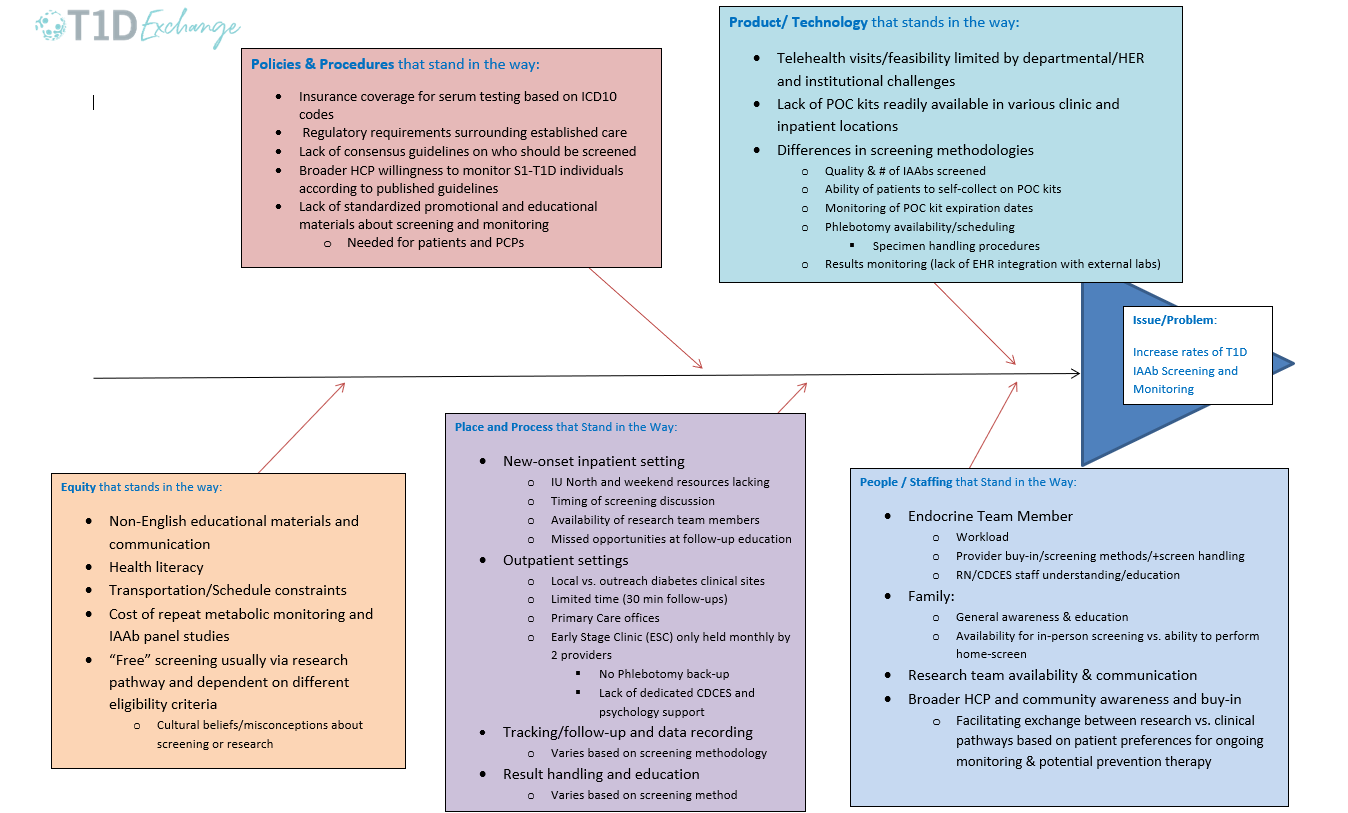 T1D Exchange
Policies & Procedures that stand in the way:
• Insurance coverage for serum testing based on ICD10
codes
• Regulatory requirements surrounding established care
• Lack of consensus guidelines on who should be screened
• Broader HCP willingness to monitor S1-T1D individuals
according to published guidelines
• Lack of standardized promotional and educational
materials about screening and monitoring
o Needed for patients and PCPs
Product/ Technology that stands in the way:
• Telehealth visits/feasibility limited by departmental/HER
and institutional challenges
• Lack of POC kits readily available in various clinic and
inpatient locations
• Differences in screening methodologies
o Quality & # of IAAbs screened
o Ability of patients to self-collect on POC kits
o Monitoring of POC kit expiration dates
o Phlebotomy availability/scheduling
▪ Specimen handling procedures
o Results monitoring (lack of EHR integration with external labs)
Issue/Problem:
Increase rates of T1D
IAAb Screening and
Monitoring
Equity that stands in the way:
• Non-English educational materials and
communication
• Health literacy
• Transportation/Schedule constraints
• Cost of repeat metabolic monitoring and
IAAb panel studies
• “Free” screening usually via research
pathway and dependent on different
eligibility criteria
o Cultural beliefs/misconceptions about
screening or research
Place and Process that Stand in the Way:
• New-onset inpatient setting
o IU North and weekend resources lacking
o Timing of screening discussion
o Availability of research team members
o Missed opportunities at follow-up education
• Outpatient settings
o Local vs. outreach diabetes clinical sites
o Limited time (30 min follow-ups)
o Primary Care offices
o Early Stage Clinic (ESC) only held monthly by
2 providers
▪ No Phlebotomy back-up
▪ Lack of dedicated CDCES and
psychology support
• Tracking/follow-up and data recording
o Varies based on screening methodology
• Result handling and education
o Varies based on screening method
People / Staffing that Stand in the Way:
• Endocrine Team Member
o Workload
o Provider buy-in/screening methods/+screen handling
o RN/CDCES staff understanding/education
• Family:
o General awareness & education
o Availability for in-person screening vs. ability to perform
home-screen
• Research team availability & communication
• Broader HCP and community awareness and buy-in
o Facilitating exchange between research vs. clinical
pathways based on patient preferences for ongoing
monitoring & potential prevention therapy